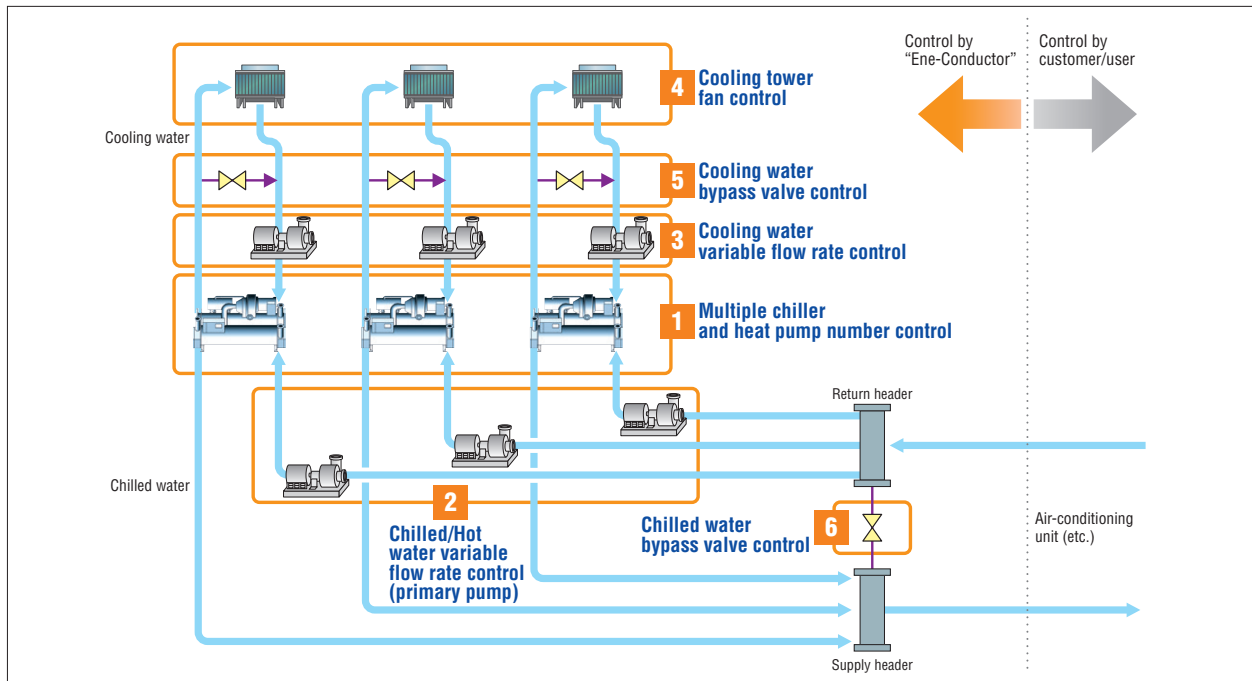 Control by
“Ene-Conductor”
Control by
customer/user
4
Cooling tower
fan control
Cooling water
5
Cooling water
bypass valve control
3
Cooling water
variable flow rate control
1
Multiple chiller
and heat pump number control
Return header
Chilled water
2
Chilled/Hot
water variable
flow rate control
(primary pump)
Chilled water
bypass valve control
6
Air-conditioning
unit (etc.)
Supply header